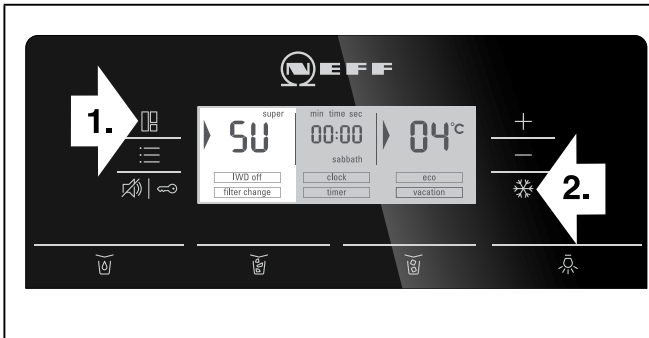 NEFF
1.
super
SU
min time sec
00:00
sabbath
04°C
IWD off
filter change
clock
timer
eco
vacation
2.